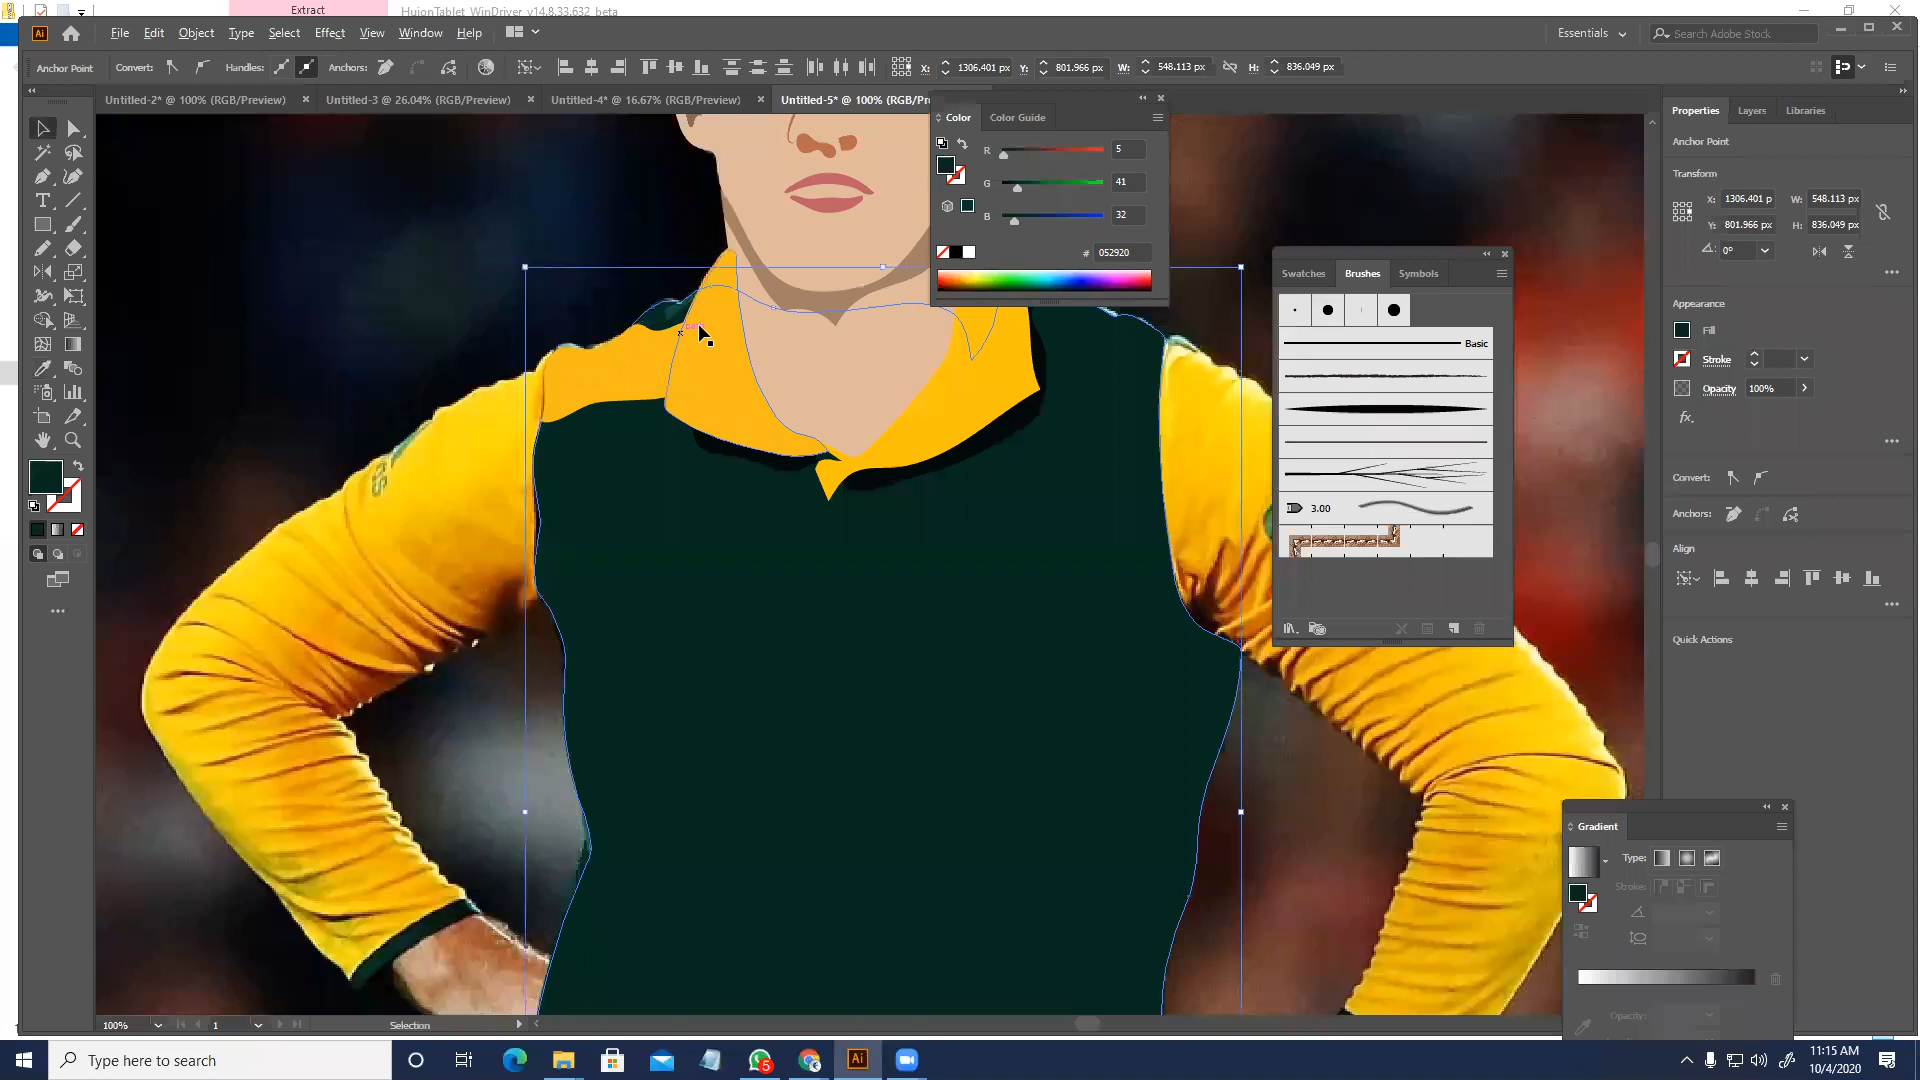 Extract
HuionTablet_WinDriver_v14.8.33.632_beta
Ai File Edit Object Type Select Effect View Window Help
Essentials
Search Adobe Stock
Anchor Point Convert: Handles: Anchors: X: 1306.401 px Y: 801.966 px W: 548.113 px H: 836.049 px
Untitled-2* @ 100% (RGB/Preview) × Untitled-3 @ 26.04% (RGB/Preview) × Untitled-4* @ 16.67% (RGB/Preview) × Untitled-5* @ 100% (RGB/Pr
Color Color Guide
R 5
G 41
B 32
# 052920
Swatches Brushes Symbols
Basic
3.00
Properties Layers Libraries
Anchor Point
Transform
X: 1306.401 p W: 548.113 px
Y: 801.966 px H: 836.049 px
0°
Appearance
Fill
Stroke
Opacity 100%
fx
Convert:
Anchors:
Align
Quick Actions
Gradient
Type:
Stroke:
Opacity:
100% 1 Selection
Type here to search
5
Ai
11:15 AM
10/4/2020